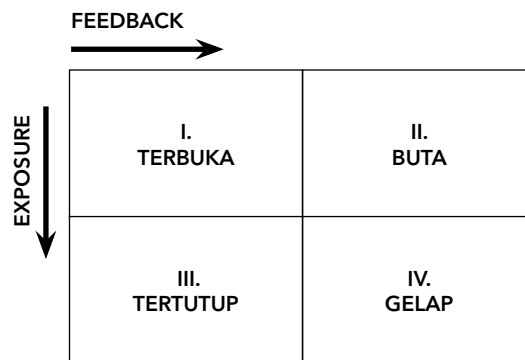 FEEDBACK
EXPOSURE
I.
TERBUKA
II.
BUTA
III.
TERTUTUP
IV.
GELAP